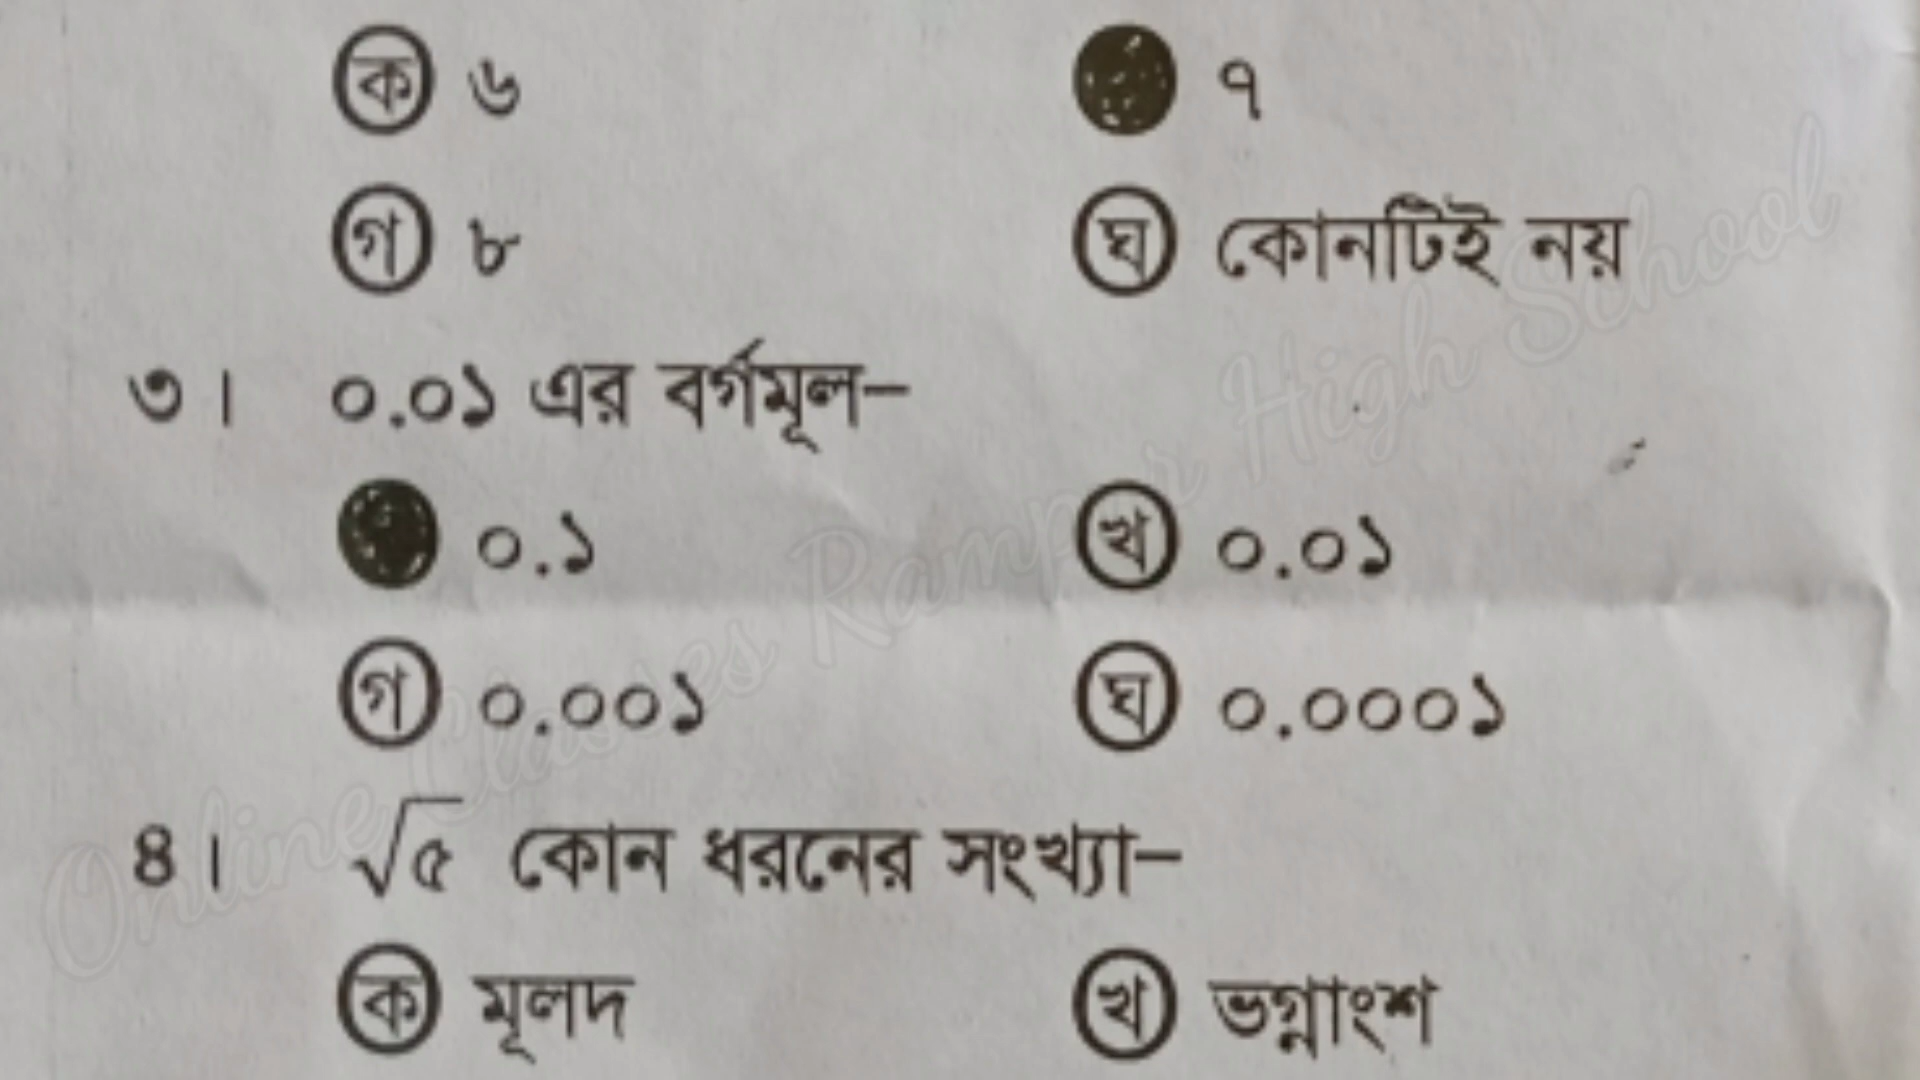 ক ৬ ৭
গ ৮ ঘ কোনটিই নয়
৩। ০.০১ এর বর্গমূল–
০.১ খ ০.০১
গ ০.০০১ ঘ ০.০০০১
৪। √৫ কোন ধরনের সংখ্যা–
ক মূলদ খ ভগ্নাংশ
Online Classes Rampur High School